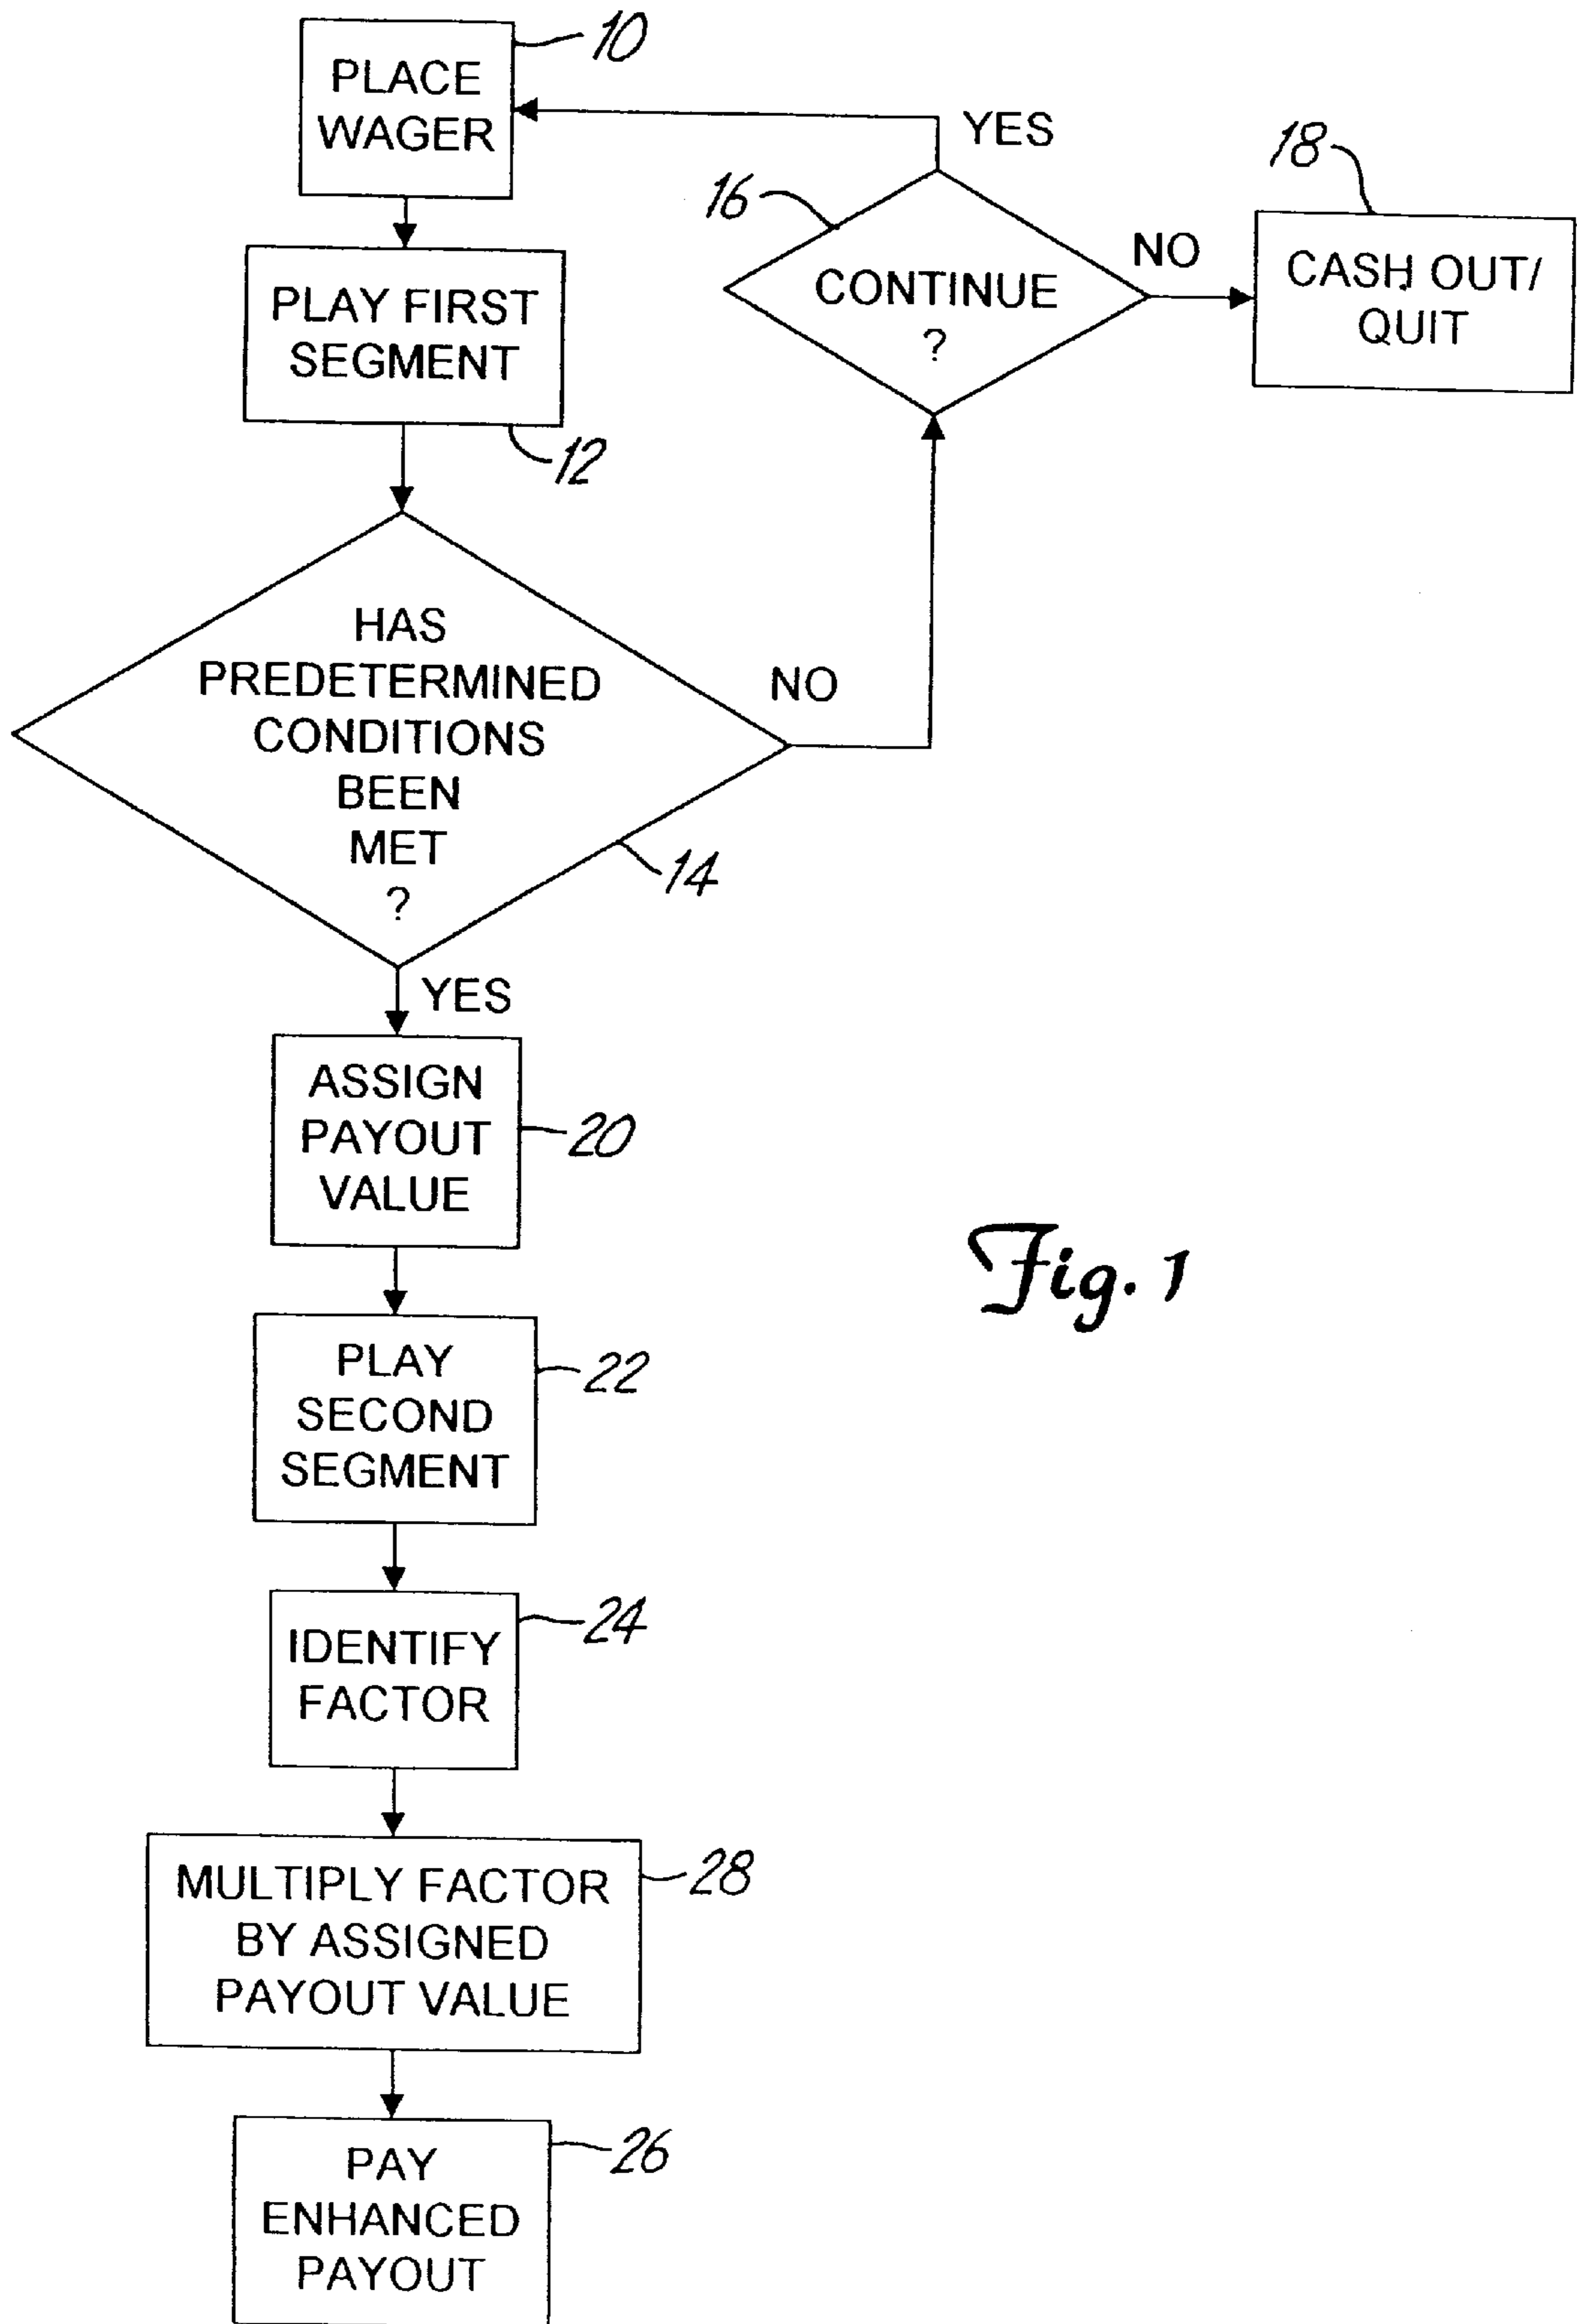 10
PLACE
WAGER
YES
18
16
NO
CASH OUT/
QUIT
CONTINUE
?
PLAY FIRST
SEGMENT
12
HAS
PREDETERMINED
CONDITIONS
BEEN
MET
?
NO
14
YES
ASSIGN
PAYOUT
VALUE
20
Fig. 1
PLAY
SECOND
SEGMENT
22
IDENTIFY
FACTOR
24
MULTIPLY FACTOR
BY ASSIGNED
PAYOUT VALUE
28
PAY
ENHANCED
PAYOUT
26